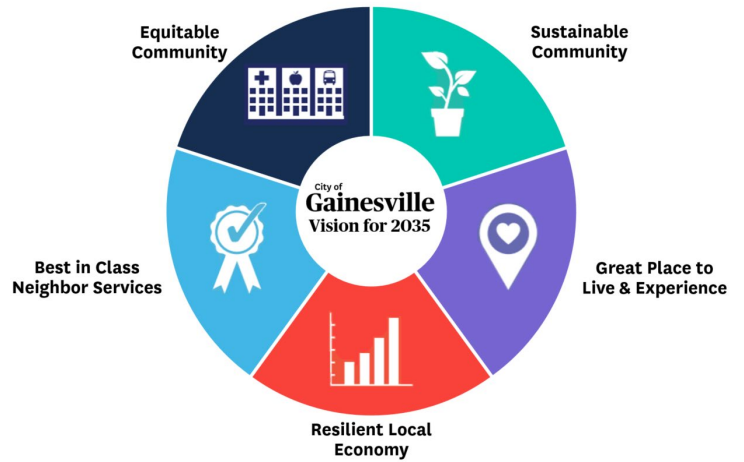 Equitable
Community
Sustainable
Community
City of
Gainesville
Vision for 2035
Best in Class
Neighbor Services
Great Place to
Live & Experience
Resilient Local
Economy